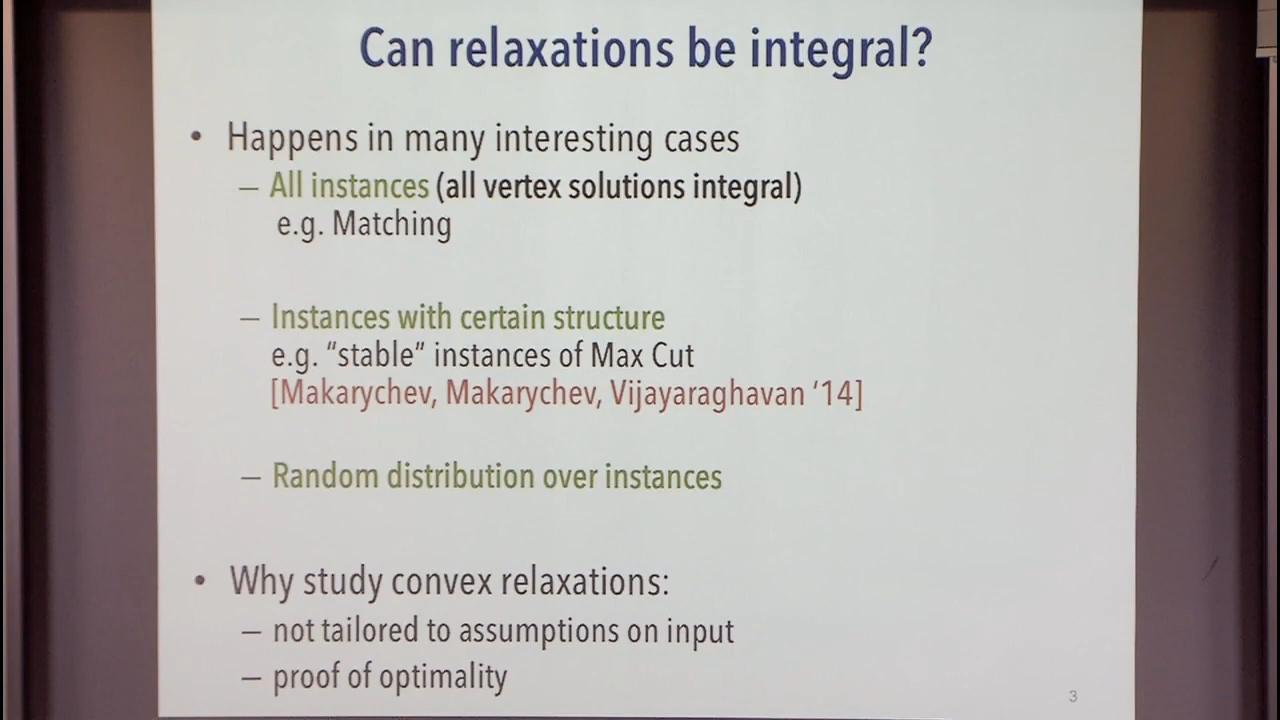 Can relaxations be integral?
• Happens in many interesting cases
– All instances (all vertex solutions integral)
e.g. Matching
– Instances with certain structure
e.g. “stable” instances of Max Cut
[Makarychev, Makarychev, Vijayaraghavan ‘14]
– Random distribution over instances
• Why study convex relaxations:
– not tailored to assumptions on input
– proof of optimality
3